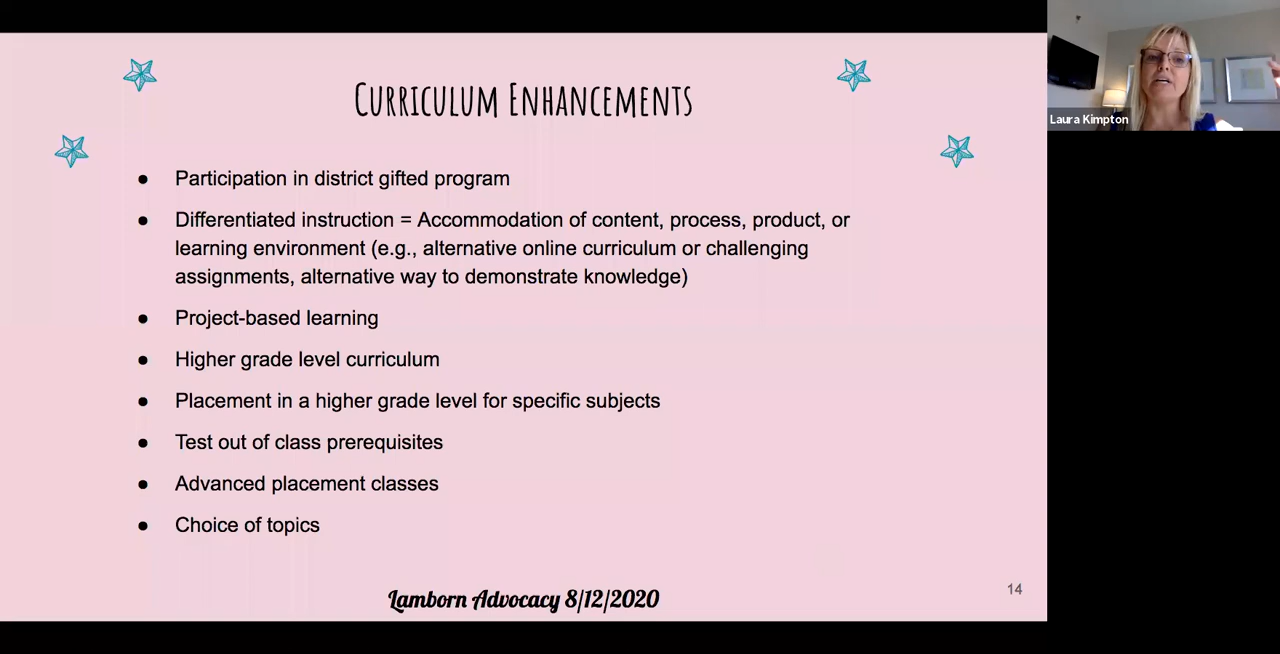 CURRICULUM ENHANCEMENTS
Laura Kimpton
● Participation in district gifted program
● Differentiated instruction = Accommodation of content, process, product, or
learning environment (e.g., alternative online curriculum or challenging
assignments, alternative way to demonstrate knowledge)
● Project-based learning
● Higher grade level curriculum
● Placement in a higher grade level for specific subjects
● Test out of class prerequisites
● Advanced placement classes
● Choice of topics
Lamborn Advocacy 8/12/2020
14